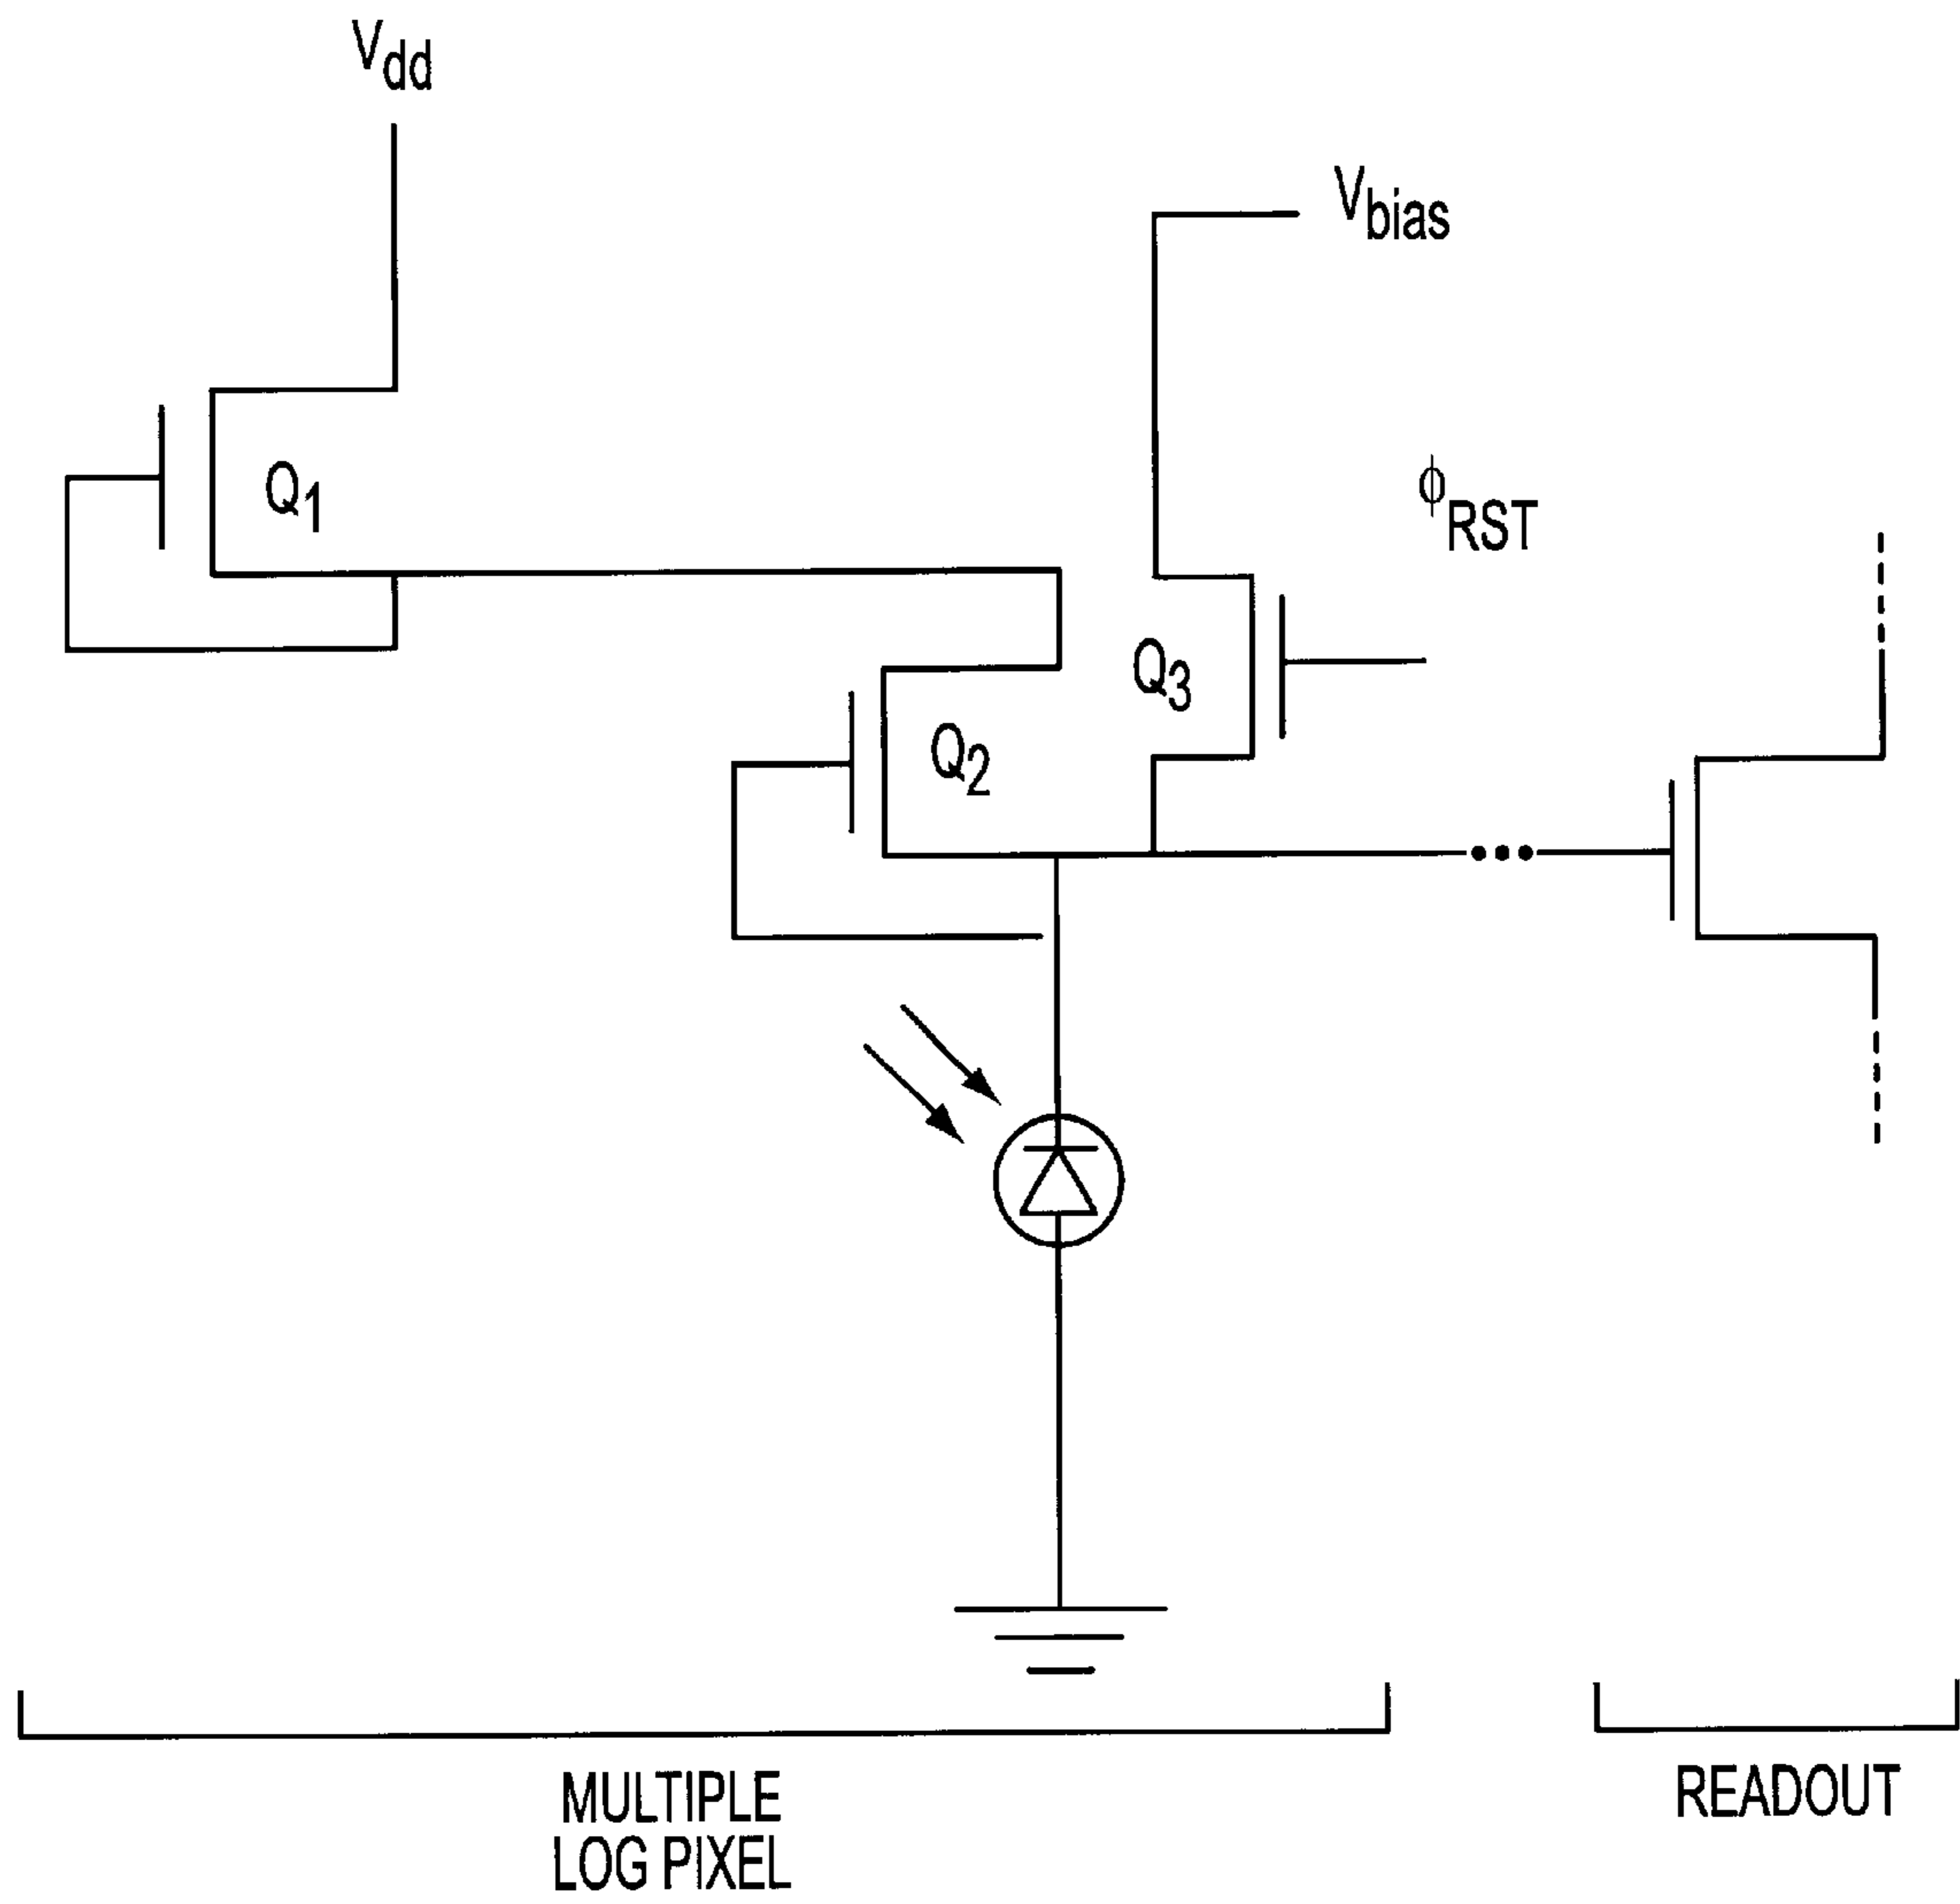 Vdd
Vbias
Q1
ϕRST
Q3
Q2
MULTIPLE
LOG PIXEL
READOUT